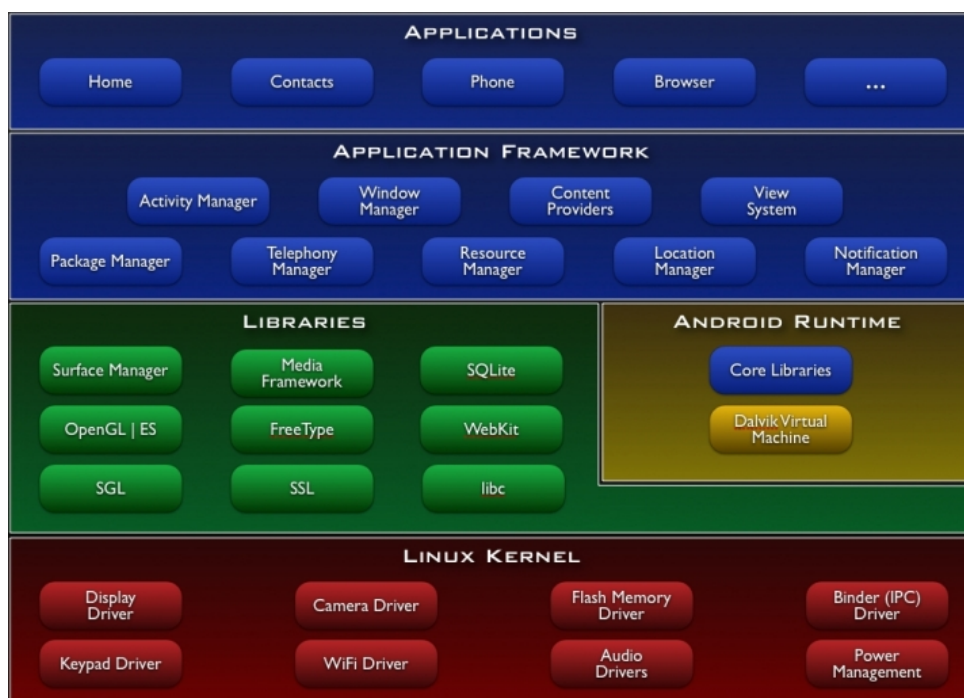 APPLICATIONS
Home
Contacts
Phone
Browser
...
APPLICATION FRAMEWORK
Activity Manager
Window
Manager
Content
Providers
View
System
Package Manager
Telephony
Manager
Resource
Manager
Location
Manager
Notification
Manager
LIBRARIES
Surface Manager
Media
Framework
SQLite
OpenGL | ES
FreeType
WebKit
SGL
SSL
libc
ANDROID RUNTIME
Core Libraries
Dalvik Virtual
Machine
LINUX KERNEL
Display
Driver
Camera Driver
Flash Memory
Driver
Binder (IPC)
Driver
Keypad Driver
WiFi Driver
Audio
Drivers
Power
Management